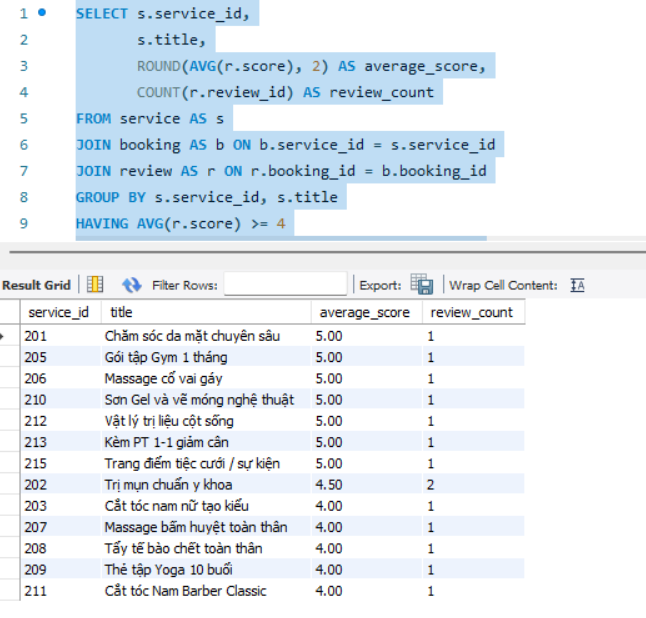 1 SELECT s.service_id,
2 s.title,
3 ROUND(AVG(r.score), 2) AS average_score,
4 COUNT(r.review_id) AS review_count
5 FROM service AS s
6 JOIN booking AS b ON b.service_id = s.service_id
7 JOIN review AS r ON r.booking_id = b.booking_id
8 GROUP BY s.service_id, s.title
9 HAVING AVG(r.score) >= 4
Result Grid Filter Rows: Export: Wrap Cell Content: IA
service_id title average_score review_count
201 Chăm sóc da mặt chuyên sâu 5.00 1
205 Gói tập Gym 1 tháng 5.00 1
206 Massage cổ vai gáy 5.00 1
210 Sơn Gel và vẽ móng nghệ thuật 5.00 1
212 Vật lý trị liệu cột sống 5.00 1
213 Kèm PT 1-1 giảm cân 5.00 1
215 Trang điểm tiệc cưới / sự kiện 5.00 1
202 Trị mụn chuẩn y khoa 4.50 2
203 Cắt tóc nam nữ tạo kiểu 4.00 1
207 Massage bấm huyệt toàn thân 4.00 1
208 Tẩy tế bào chết toàn thân 4.00 1
209 Thẻ tập Yoga 10 buổi 4.00 1
211 Cắt tóc Nam Barber Classic 4.00 1